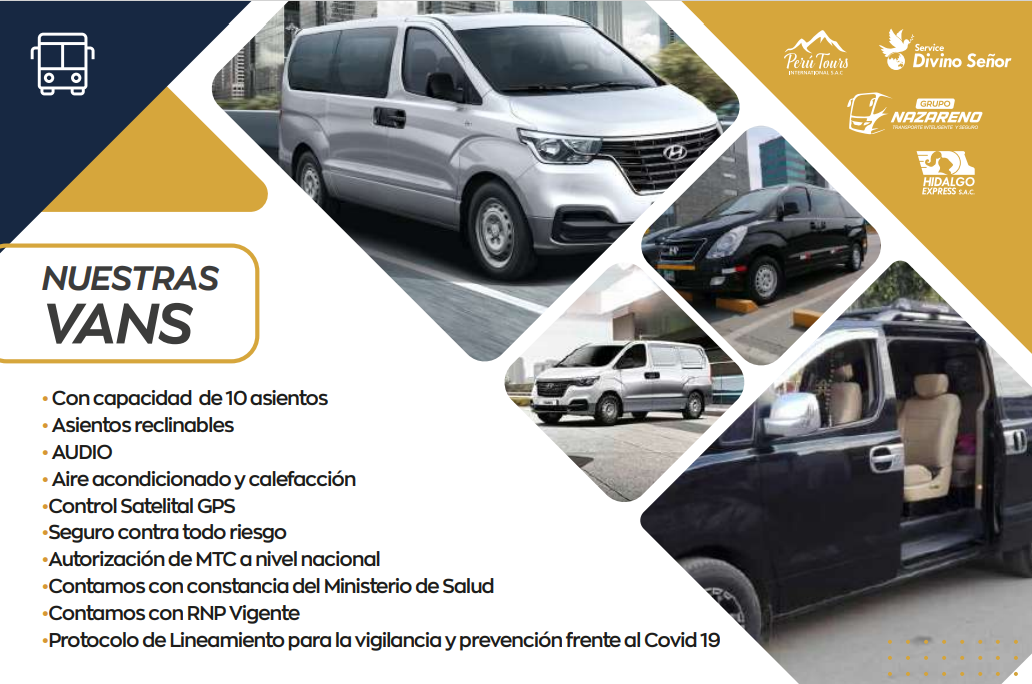 Perú Tours
INTERNATIONAL S.A.C
Service
Divino Señor
GRUPO
NAZARENO
TRANSPORTE INTELIGENTE Y SEGURO
HIDALGO
EXPRESS S.A.C.
NUESTRAS
VANS
• Con capacidad de 10 asientos
• Asientos reclinables
• AUDIO
• Aire acondicionado y calefacción
•Control Satelital GPS
•Seguro contra todo riesgo
•Autorización de MTC a nivel nacional
•Contamos con constancia del Ministerio de Salud
•Contamos con RNP Vigente
•Protocolo de Lineamiento para la vigilancia y prevención frente al Covid 19